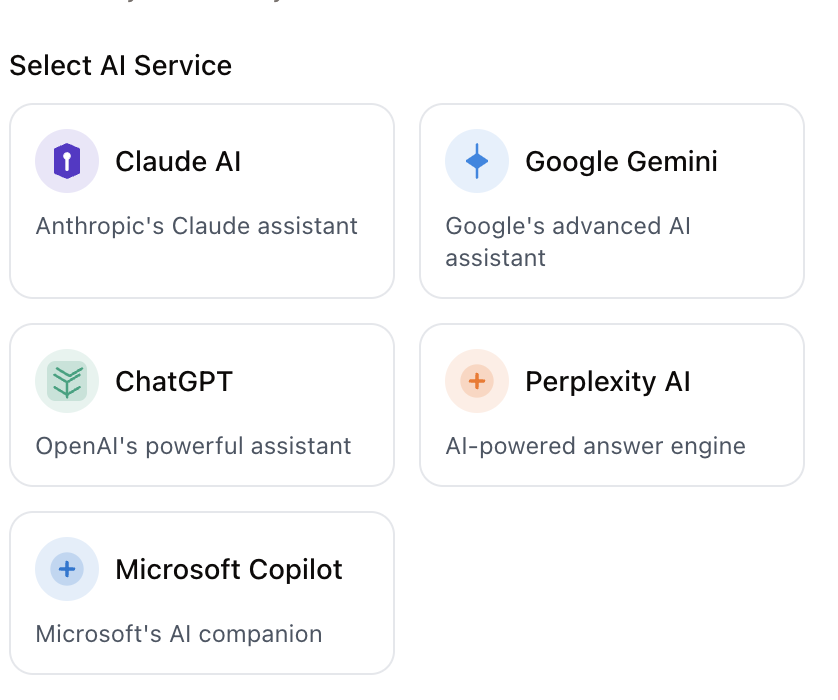 Select AI Service
Claude AI
Anthropic's Claude assistant
Google Gemini
Google's advanced AI
assistant
ChatGPT
OpenAI's powerful assistant
Perplexity AI
AI-powered answer engine
Microsoft Copilot
Microsoft's AI companion